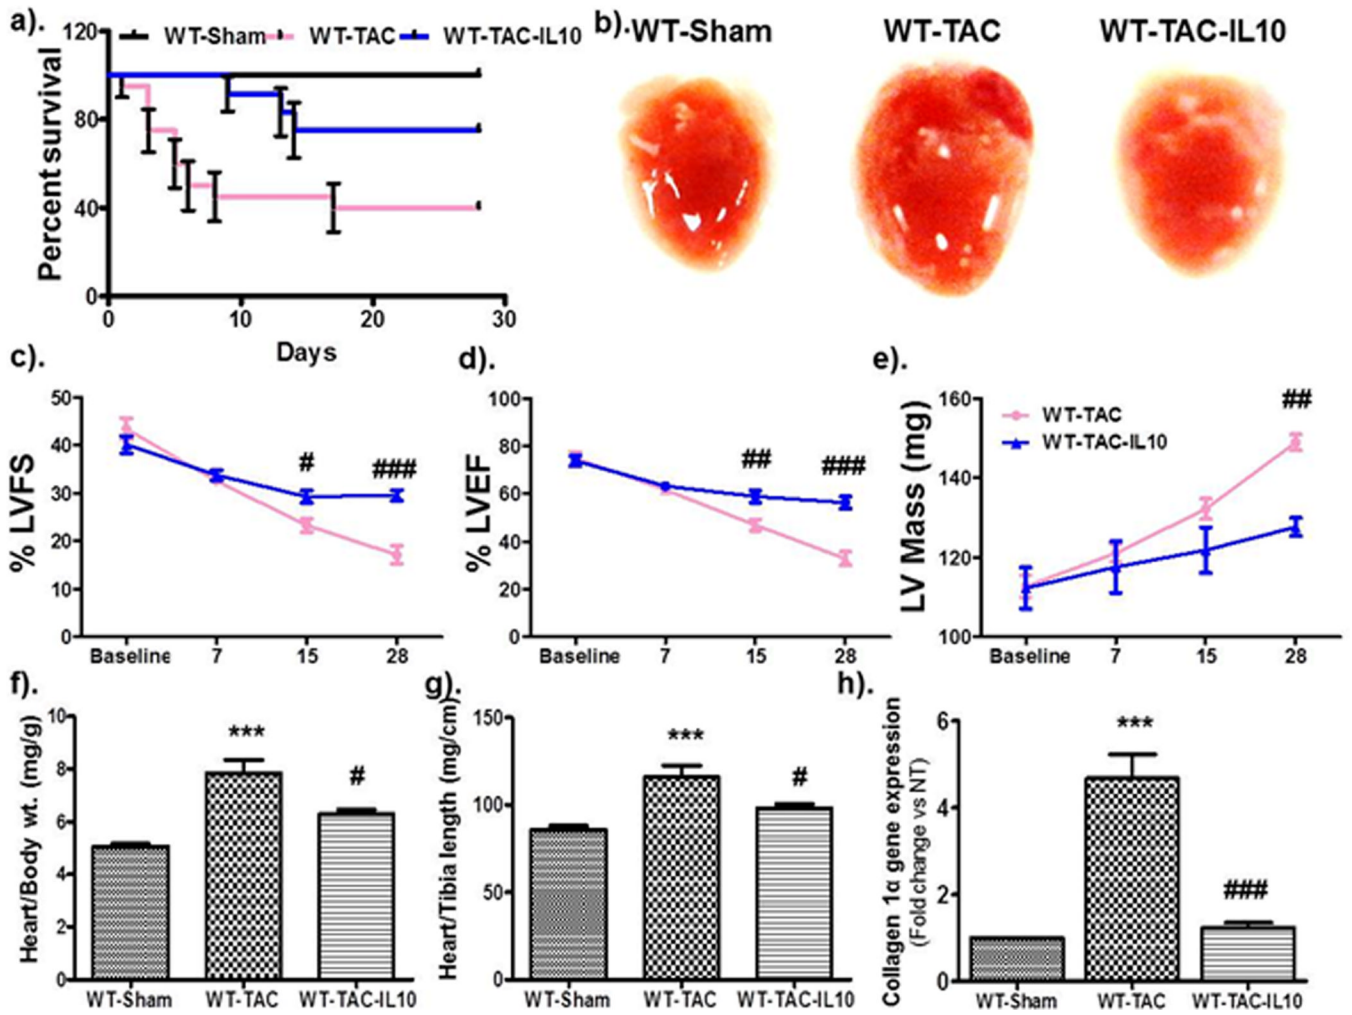 a).
WT-Sham WT-TAC WT-TAC-IL10
Percent survival
120
80
40
0
0 10 20 30
Days
b).
WT-Sham WT-TAC WT-TAC-IL10
c).
% LVFS
50
40
30
20
10
0
# ###
Baseline 7 15 28
d).
% LVEF
100
80
60
40
20
0
## ###
Baseline 7 15 28
e).
LV Mass (mg)
160
140
120
100
WT-TAC
WT-TAC-IL10
##
Baseline 7 15 28
f).
Heart/Body wt. (mg/g)
10
8
6
4
2
0
***
#
WT-Sham WT-TAC WT-TAC-IL10
g).
Heart/Tibia length (mg/cm)
150
100
50
0
***
#
WT-Sham WT-TAC WT-TAC-IL10
h).
Collagen 1α gene expression
(Fold change vs NT)
6
4
2
0
***
###
WT-Sham WT-TAC WT-TAC-IL10